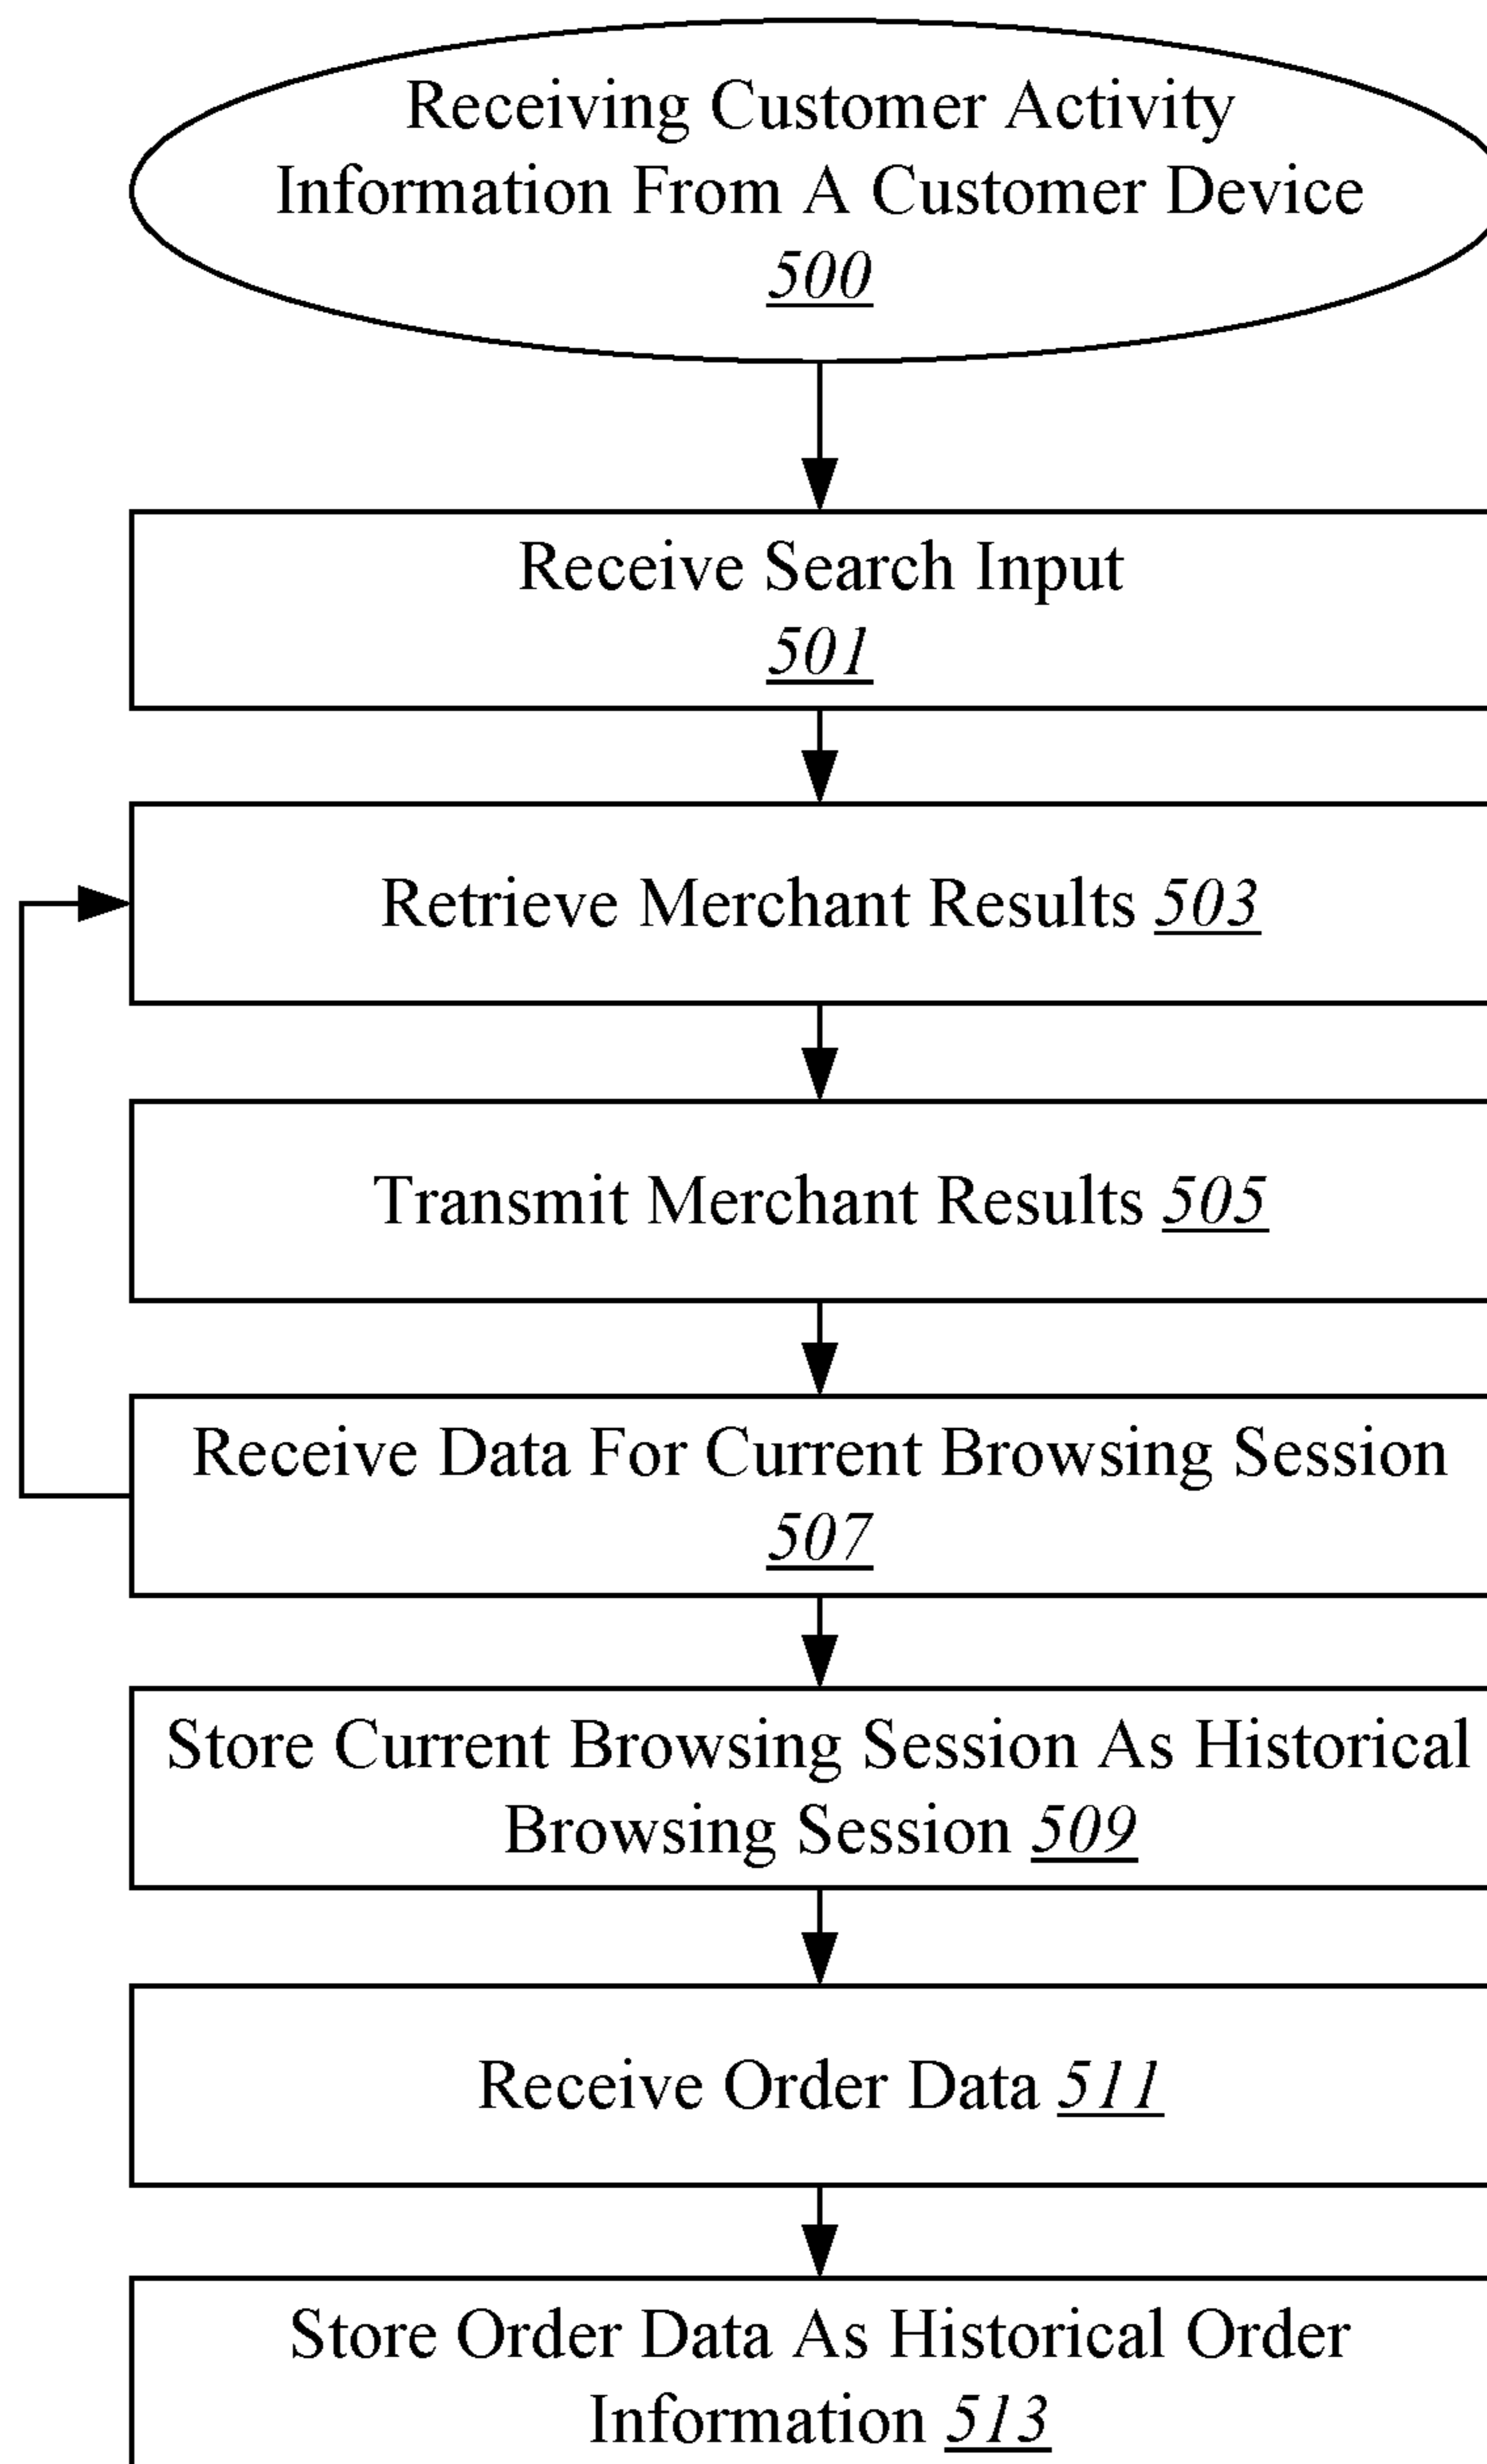 Receiving Customer Activity
Information From A Customer Device
500
Receive Search Input
501
Retrieve Merchant Results 503
Transmit Merchant Results 505
Receive Data For Current Browsing Session
507
Store Current Browsing Session As Historical
Browsing Session 509
Receive Order Data 511
Store Order Data As Historical Order
Information 513